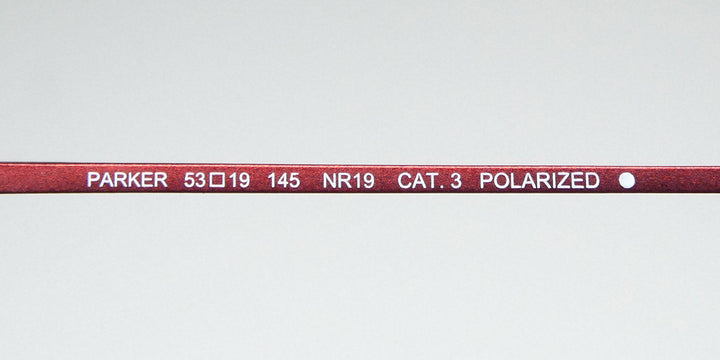 PARKER 53□19 145 NR19 CAT. 3 POLARIZED